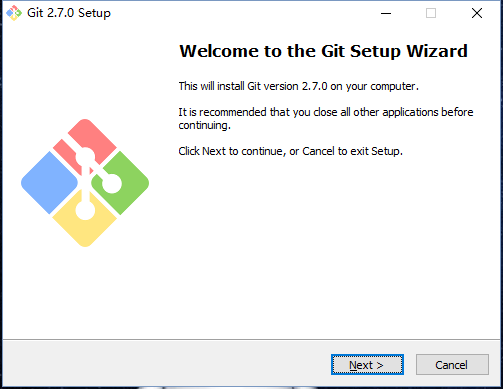 Git 2.7.0 Setup
Welcome to the Git Setup Wizard
This will install Git version 2.7.0 on your computer.
It is recommended that you close all other applications before
continuing.
Click Next to continue, or Cancel to exit Setup.
Next >
Cancel